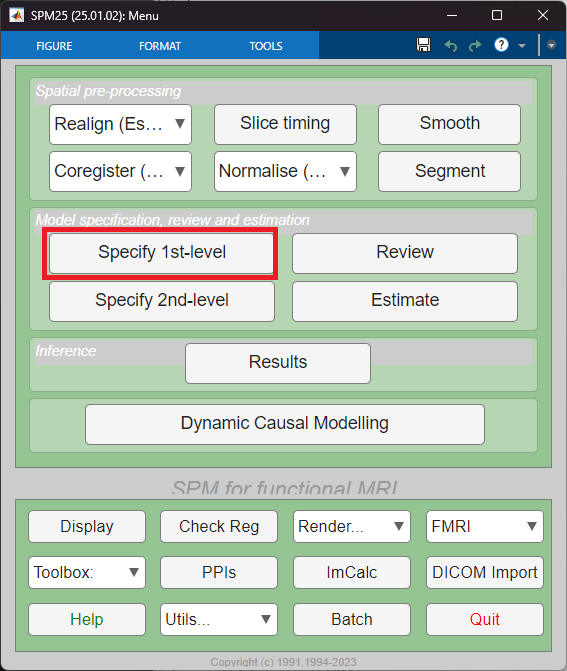 SPM25 (25.01.02): Menu
FIGURE FORMAT TOOLS
Spatial pre-processing
Realign (Es... Slice timing Smooth
Coregister (... Normalise (... Segment
Model specification, review and estimation
Specify 1st-level Review
Specify 2nd-level Estimate
Inference
Results
Dynamic Causal Modelling
SPM for functional MRI
Display Check Reg Render... FMRI
Toolbox: PPIs ImCalc DICOM Import
Help Utils... Batch Quit
Copyright (c) 1991,1994-2023